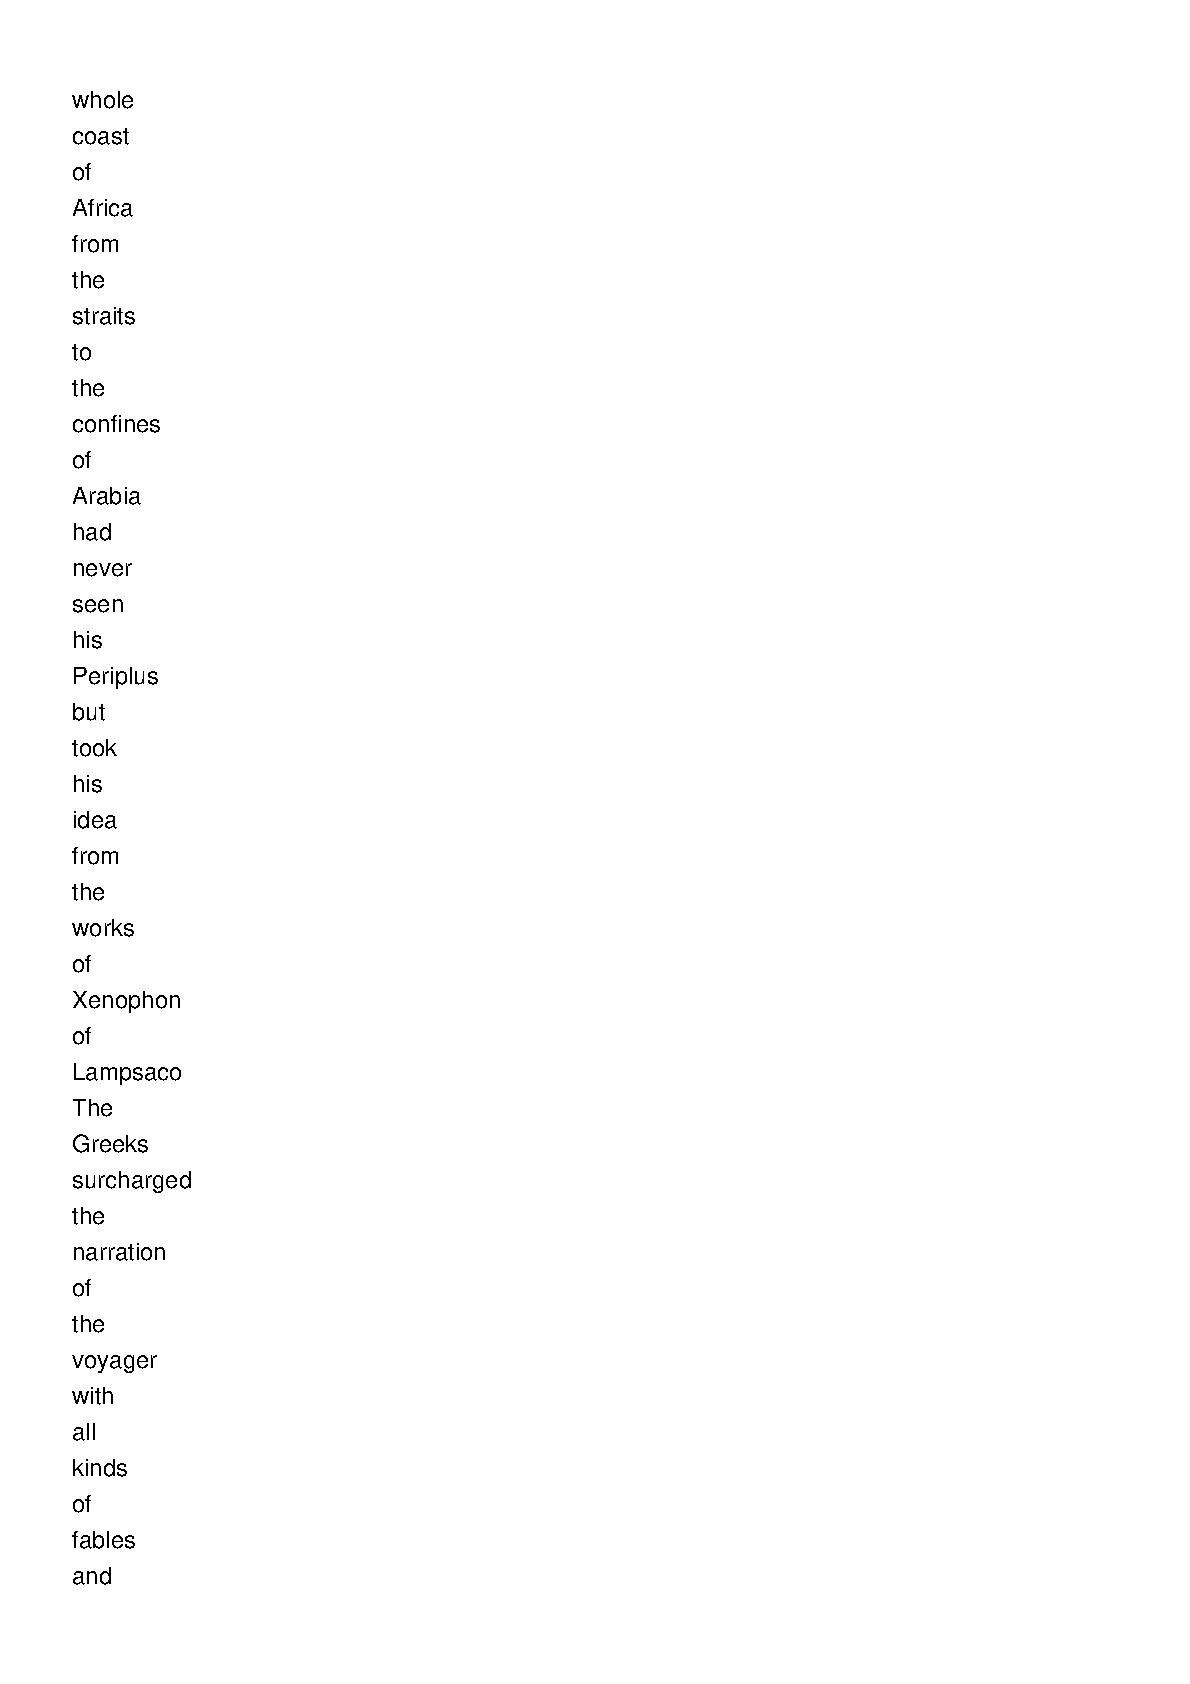 whole
coast
of
Africa
from
the
straits
to
the
confines
of
Arabia
had
never
seen
his
Periplus
but
took
his
idea
from
the
works
of
Xenophon
of
Lampsaco
The
Greeks
surcharged
the
narration
of
the
voyager
with
all
kinds
of
fables
and